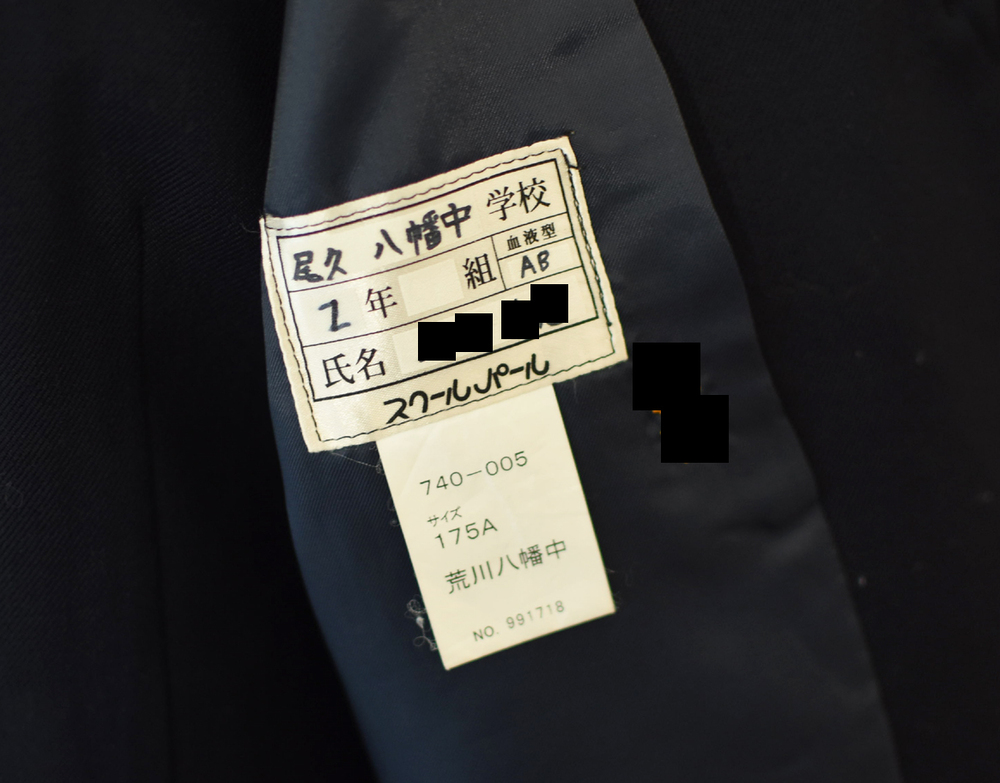 尾久八幡中 学校
血液型
2年 組 AB
氏名
スクールパール
740-005
サイズ
175A
荒川八幡中
NO. 991718